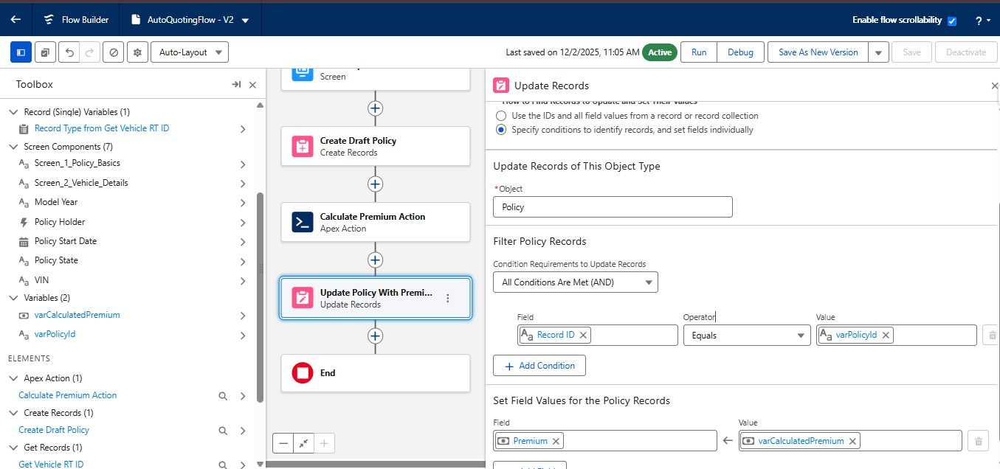 Flow Builder
AutoQuotingFlow - V2
Enable flow scrollability
?
Auto-Layout
Last saved on 12/2/2025, 11:05 AM
Active
Run
Debug
Save As New Version
Save
Deactivate
Toolbox
Record (Single) Variables (1)
Record Type from Get Vehicle RT ID
Screen Components (7)
Aa Screen_1_Policy_Basics
Aa Screen_2_Vehicle_Details
Aa Model Year
Policy Holder
Policy Start Date
Aa Policy State
Aa VIN
Variables (2)
varCalculatedPremium
Aa varPolicyId
ELEMENTS
Apex Action (1)
Calculate Premium Action
Create Records (1)
Create Draft Policy
Get Records (1)
Get Vehicle RT ID
Screen
Create Draft Policy
Create Records
Calculate Premium Action
Apex Action
Update Policy With Premi...
Update Records
End
Update Records
How to Find Records to Update and Set Their Values
Use the IDs and all field values from a record or record collection
Specify conditions to identify records, and set fields individually
Update Records of This Object Type
*Object
Policy
Filter Policy Records
Condition Requirements to Update Records
All Conditions Are Met (AND)
Field
Operator
Value
Aa Record ID
Equals
Aa varPolicyId
Add Condition
Set Field Values for the Policy Records
Field
Value
Premium
varCalculatedPremium